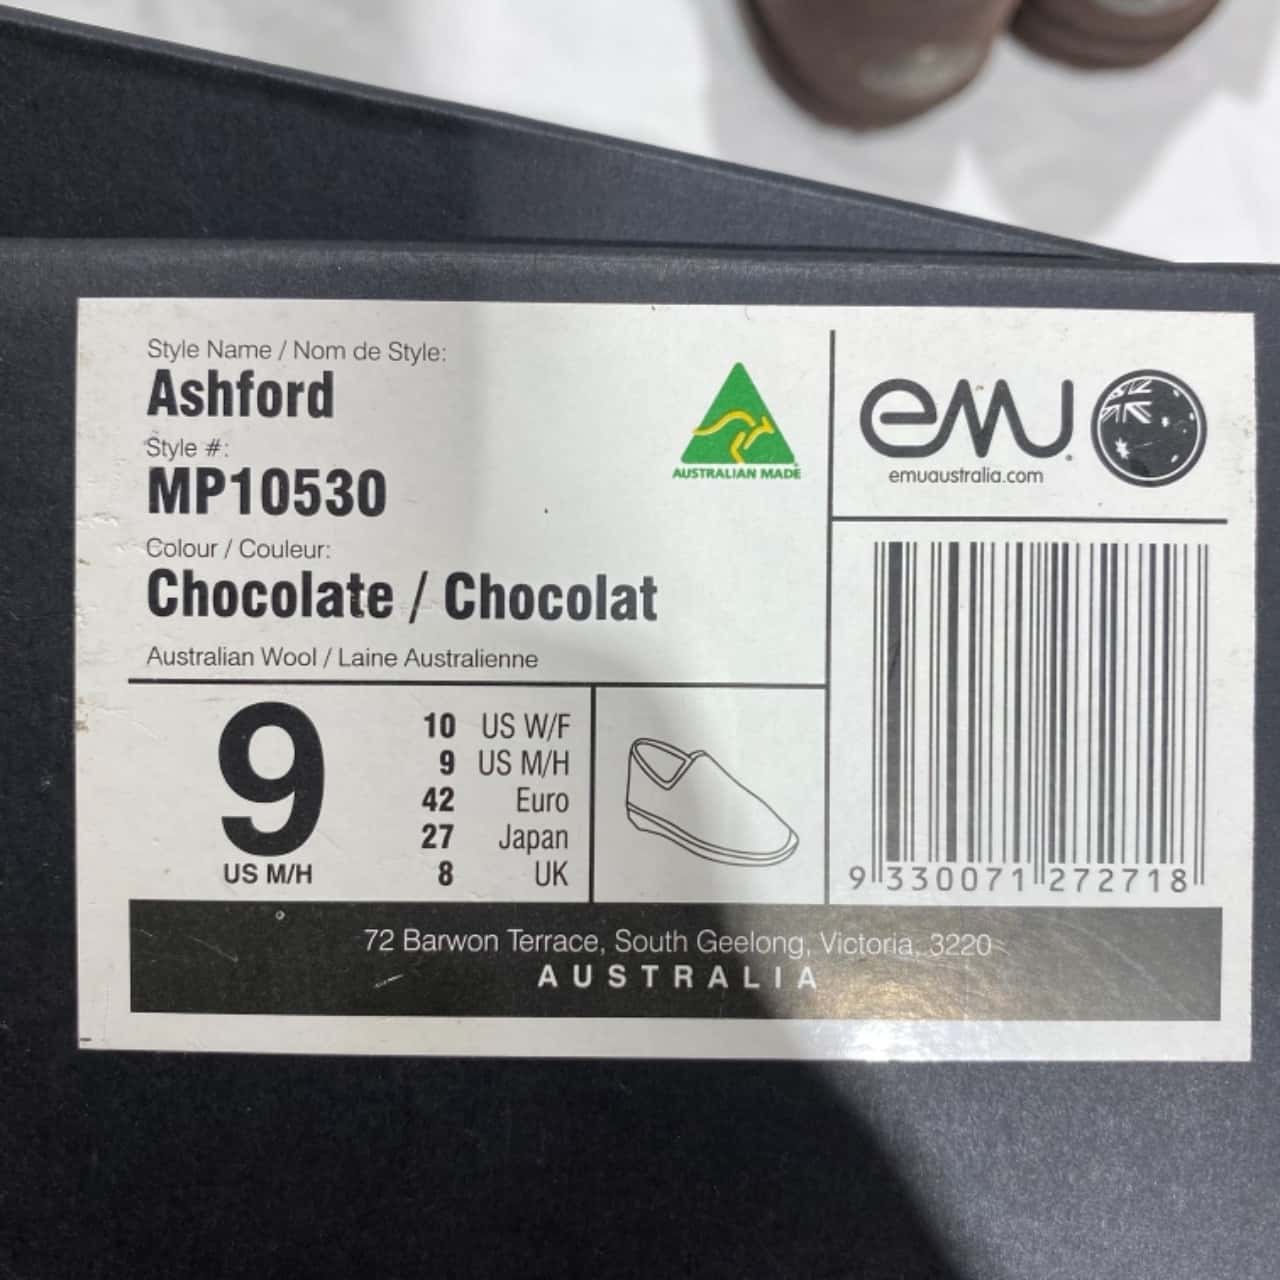 Style Name / Nom de Style:
Ashford
Style #:
MP10530
Colour / Couleur:
Chocolate / Chocolat
Australian Wool / Laine Australienne
AUSTRALIAN MADE
emu
emuaustralia.com
9
US M/H
10 US W/F
9 US M/H
42 Euro
27 Japan
8 UK
9 330071 272718
72 Barwon Terrace, South Geelong, Victoria, 3220
AUSTRALIA